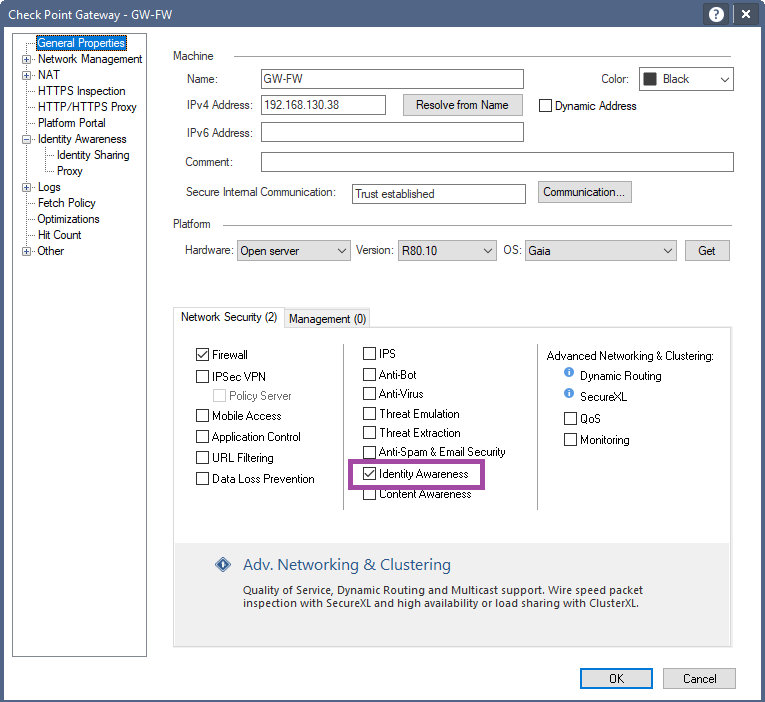 Check Point Gateway - GW-FW
General Properties
Network Management
NAT
HTTPS Inspection
HTTP/HTTPS Proxy
Platform Portal
Identity Awareness
Identity Sharing
Proxy
Logs
Fetch Policy
Optimizations
Hit Count
Other
Machine
Name: GW-FW Color: Black
IPv4 Address: 192.168.130.38 Resolve from Name Dynamic Address
IPv6 Address:
Comment:
Secure Internal Communication: Trust established Communication...
Platform
Hardware: Open server Version: R80.10 OS: Gaia Get
Network Security (2) Management (0)
Firewall
IPSec VPN
Policy Server
Mobile Access
Application Control
URL Filtering
Data Loss Prevention
IPS
Anti-Bot
Anti-Virus
Threat Emulation
Threat Extraction
Anti-Spam & Email Security
Identity Awareness
Content Awareness
Advanced Networking & Clustering:
Dynamic Routing
SecureXL
QoS
Monitoring
Adv. Networking & Clustering
Quality of Service, Dynamic Routing and Multicast support. Wire speed packet
inspection with SecureXL and high availability or load sharing with ClusterXL.
OK Cancel